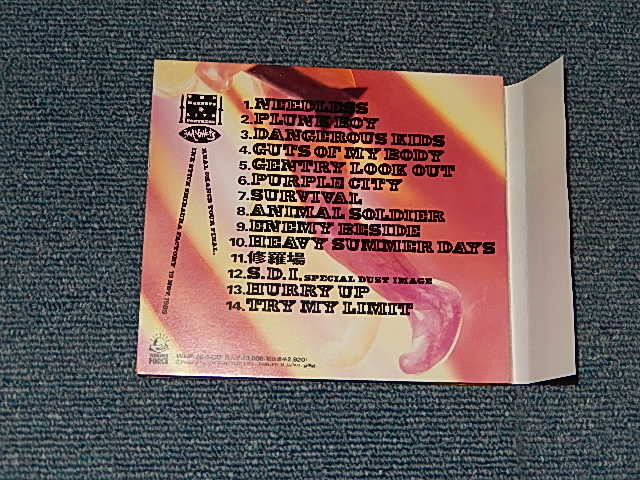 1. NEEDLESS
2. PLUNK BOY
3. DANGEROUS KIDS
4. GUTS OF MY BODY
5. GENTRY LOOK OUT
6. PURPLE CITY
7. SURVIVAL
8. ANIMAL SOLDIER
9. ENEMY BESIDE
10. HEAVY SUMMER DAYS
11. 修羅場
12. S.D.I. SPECIAL DUST IMAGE
13. HURRY UP
14. TRY MY LIMIT